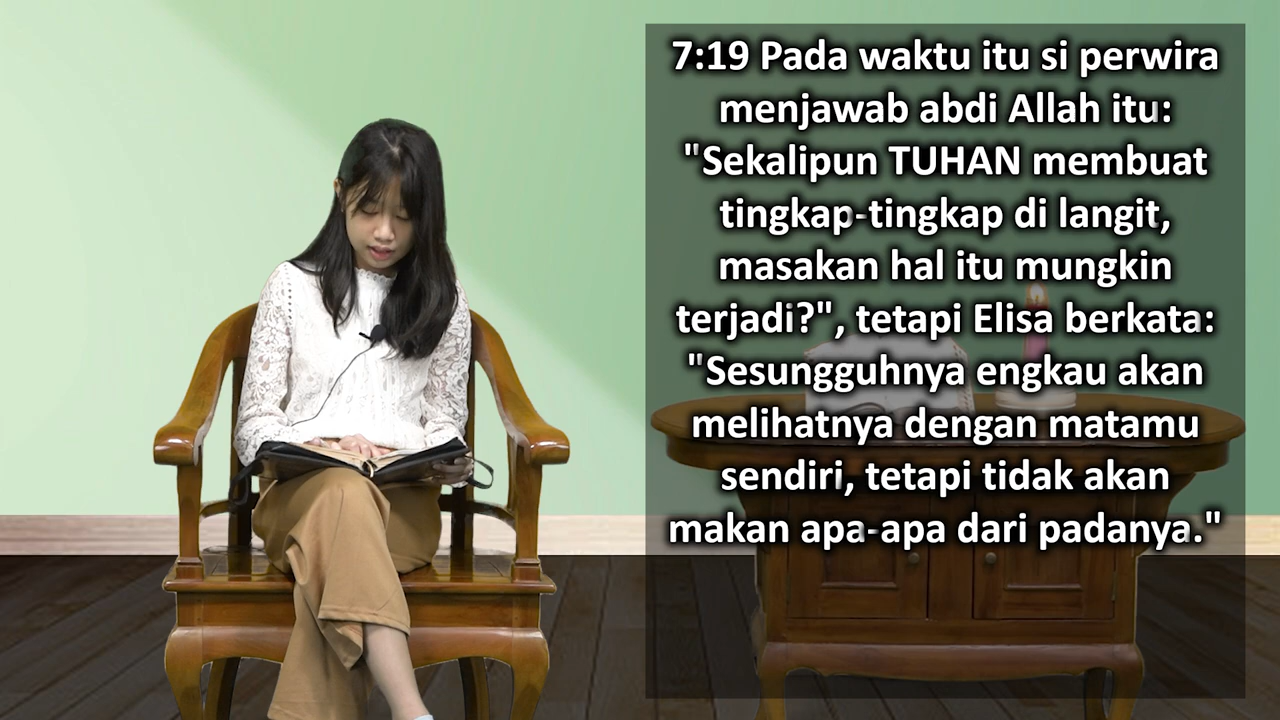 7:19 Pada waktu itu si perwira
menjawab abdi Allah itu:
"Sekalipun TUHAN membuat
tingkap-tingkap di langit,
masakan hal itu mungkin
terjadi?", tetapi Elisa berkata:
"Sesungguhnya engkau akan
melihatnya dengan matamu
sendiri, tetapi tidak akan
makan apa-apa dari padanya."